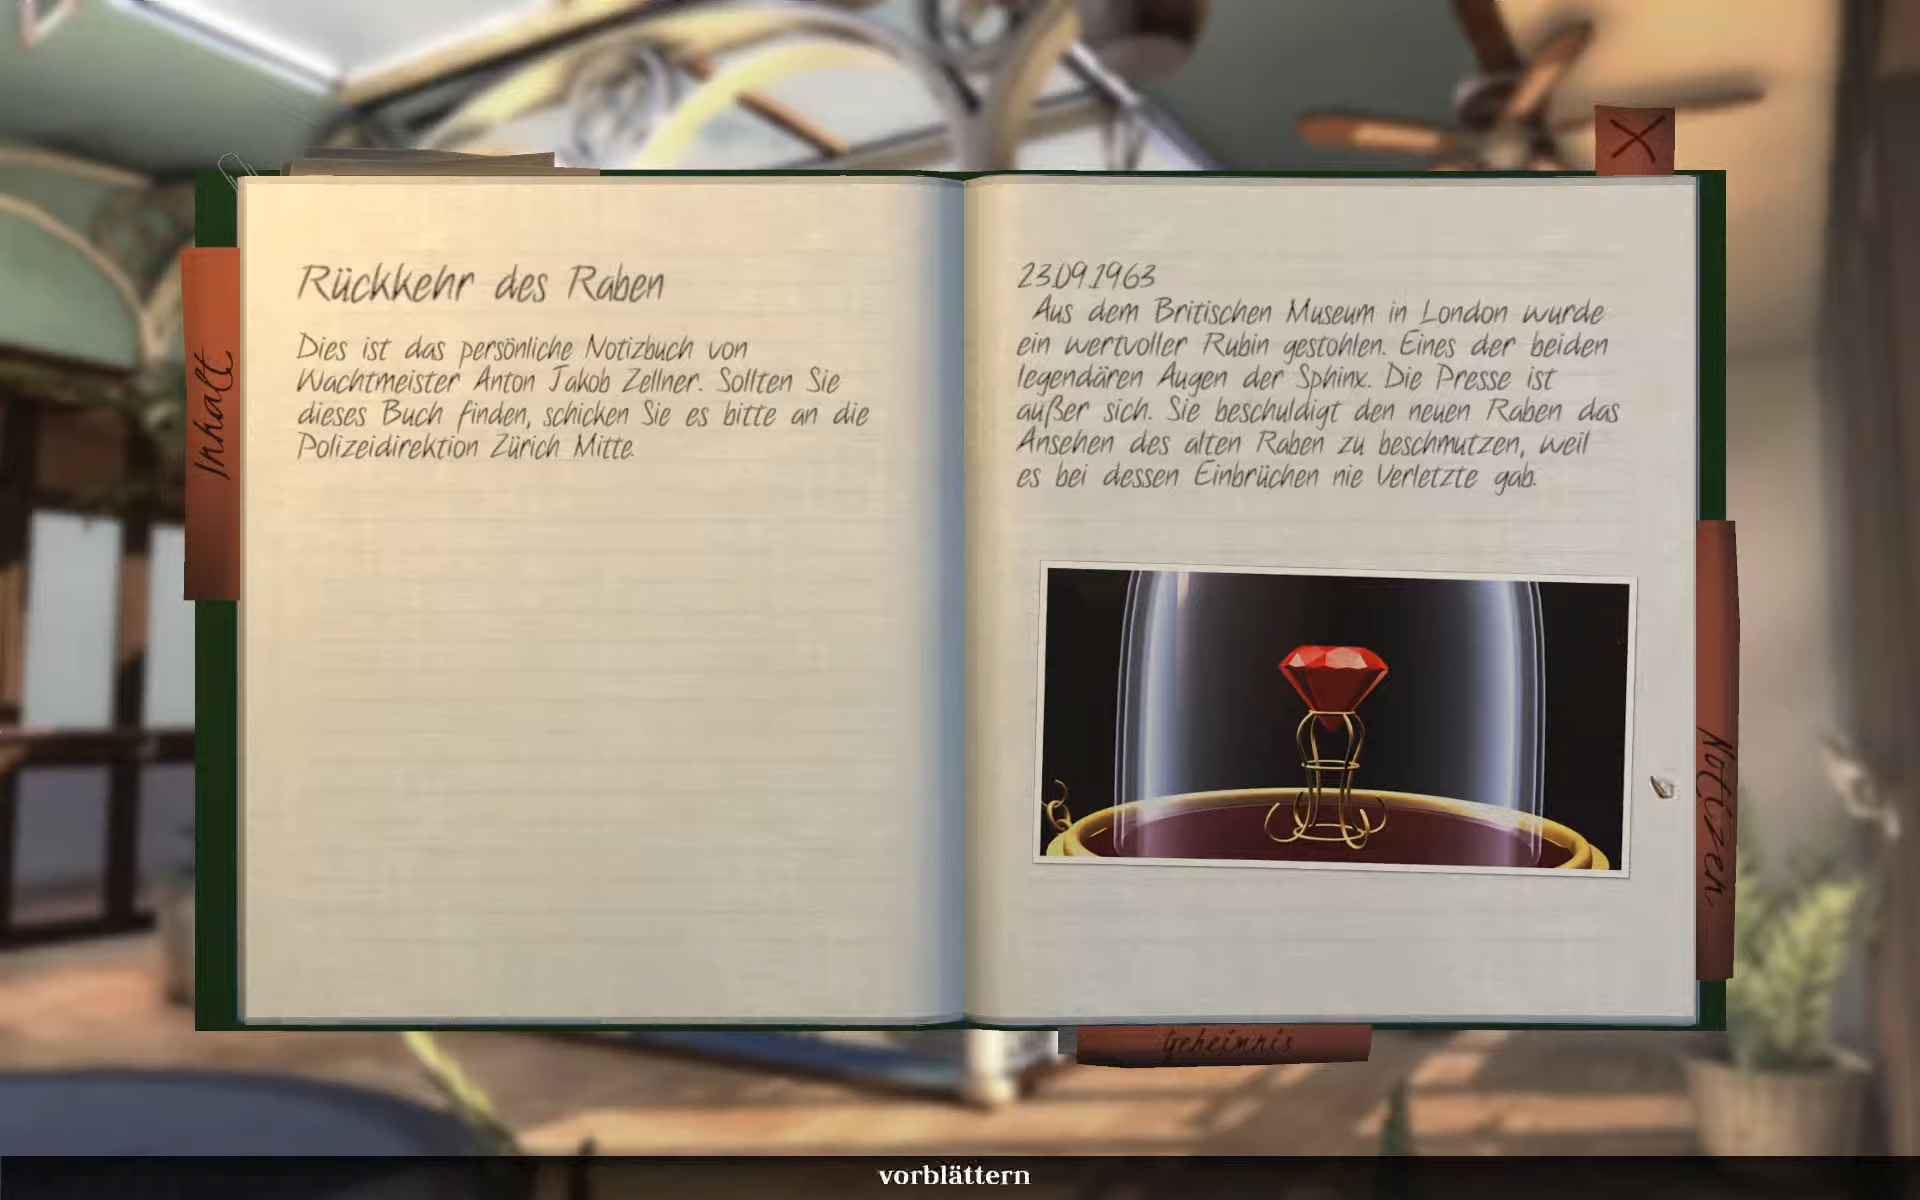 Rückkehr des Raben
Dies ist das persönliche Notizbuch von
Wachtmeister Anton Jakob Zellner. Sollten Sie
dieses Buch finden, schicken Sie es bitte an die
Polizeidirektion Zürich Mitte.
23.09.1963
Aus dem Britischen Museum in London wurde
ein wertvoller Rubin gestohlen. Eines der beiden
legendären Augen der Sphinx. Die Presse ist
außer sich. Sie beschuldigt den neuen Raben das
Ansehen des alten Raben zu beschmutzen, weil
es bei dessen Einbrüchen nie Verletzte gab.
Inhalt
X
Notizen
Geheimnis
vorblättern